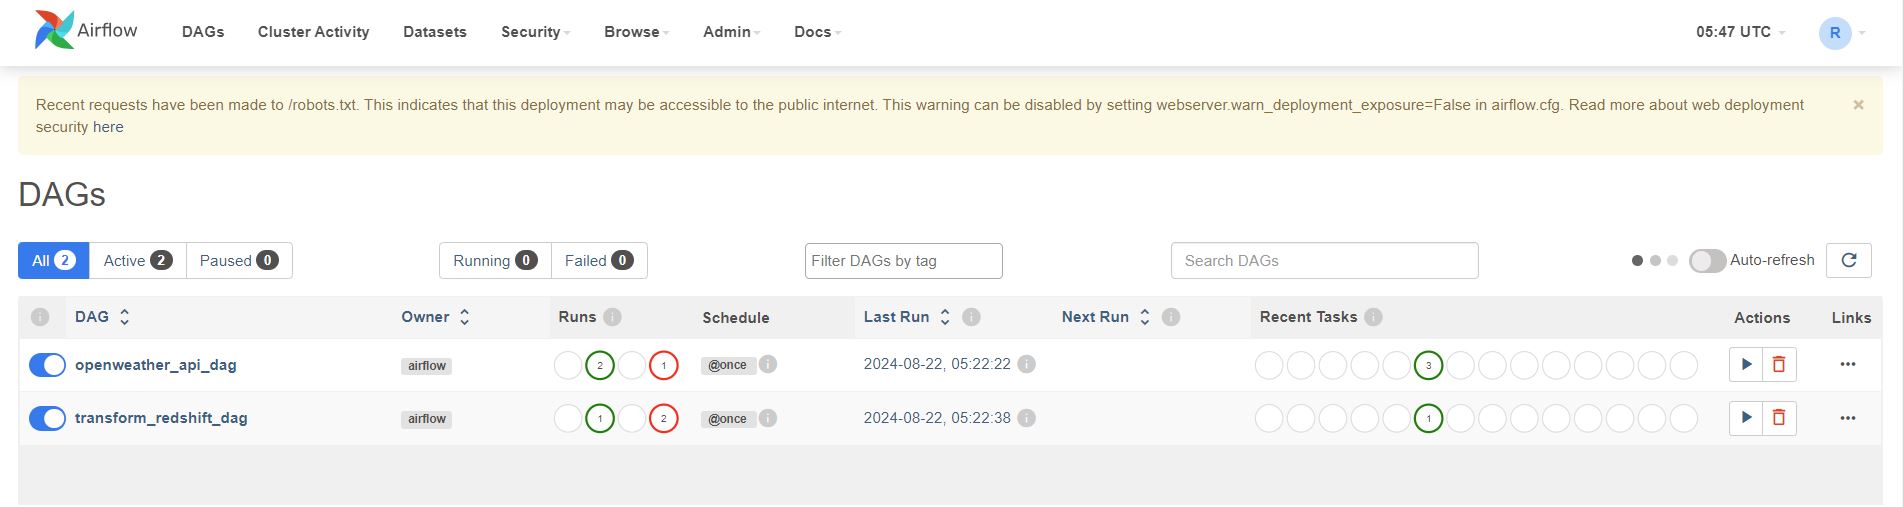 Airflow DAGs Cluster Activity Datasets Security Browse Admin Docs 05:47 UTC R
Recent requests have been made to /robots.txt. This indicates that this deployment may be accessible to the public internet. This warning can be disabled by setting webserver.warn_deployment_exposure=False in airflow.cfg. Read more about web deployment ×
security here
DAGs
All 2 Active 2 Paused 0 Running 0 Failed 0 Filter DAGs by tag Search DAGs Auto-refresh
i DAG Owner Runs i Schedule Last Run i Next Run i Recent Tasks i Actions Links
openweather_api_dag airflow 2 1 @once i 2024-08-22, 05:22:22 i 3 ...
transform_redshift_dag airflow 1 2 @once i 2024-08-22, 05:22:38 i 1 ...